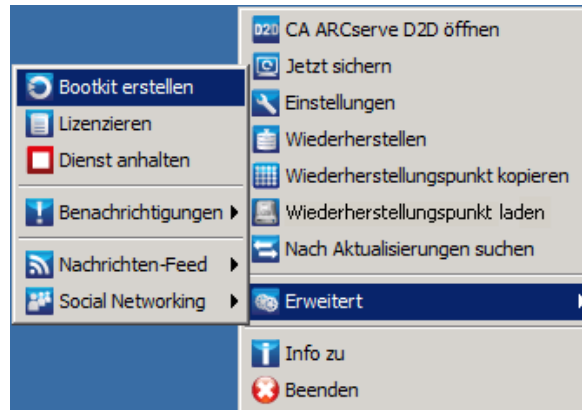 D2D CA ARCserve D2D öffnen
Jetzt sichern
Einstellungen
Wiederherstellen
Wiederherstellungspunkt kopieren
Wiederherstellungspunkt laden
Nach Aktualisierungen suchen
Erweitert
Info zu
Beenden
Bootkit erstellen
Lizenzieren
Dienst anhalten
Benachrichtigungen
Nachrichten-Feed
Social Networking